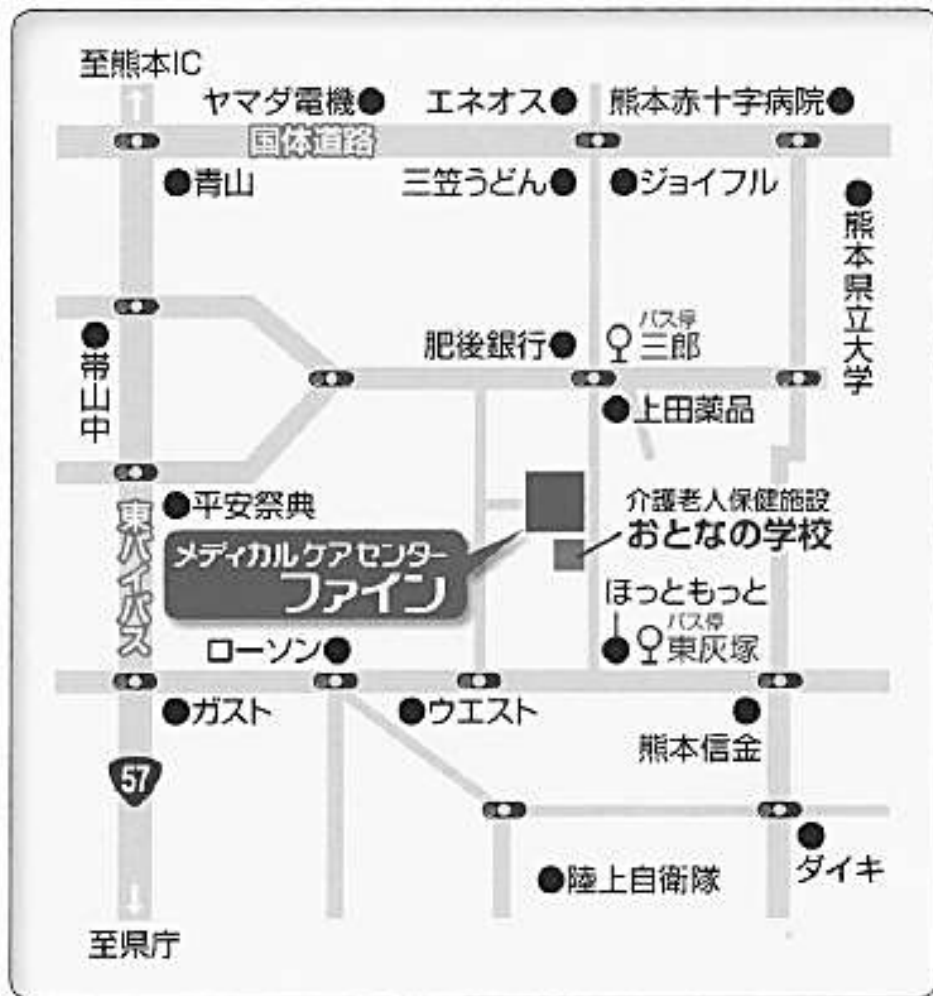 至熊本IC
ヤマダ電機
エネオス
熊本赤十字病院
国体道路
青山
三笠うどん
ジョイフル
熊本県立大学
帯山中
肥後銀行
バス停
三郎
上田薬品
平安祭典
東バイパス
メディカルケアセンター
ファイン
介護老人保健施設
おとなの学校
ほっともっと
バス停
東灰塚
ローソン
ガスト
ウエスト
熊本信金
57
陸上自衛隊
ダイキ
至県庁